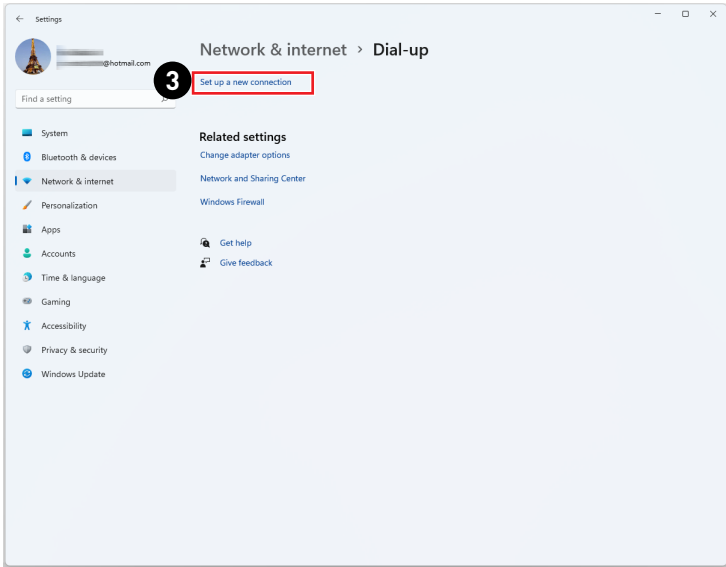 Settings
@hotmail.com
Find a setting
System
Bluetooth & devices
Network & internet
Personalization
Apps
Accounts
Time & language
Gaming
Accessibility
Privacy & security
Windows Update
Network & internet > Dial-up
3
Set up a new connection
Related settings
Change adapter options
Network and Sharing Center
Windows Firewall
Get help
Give feedback